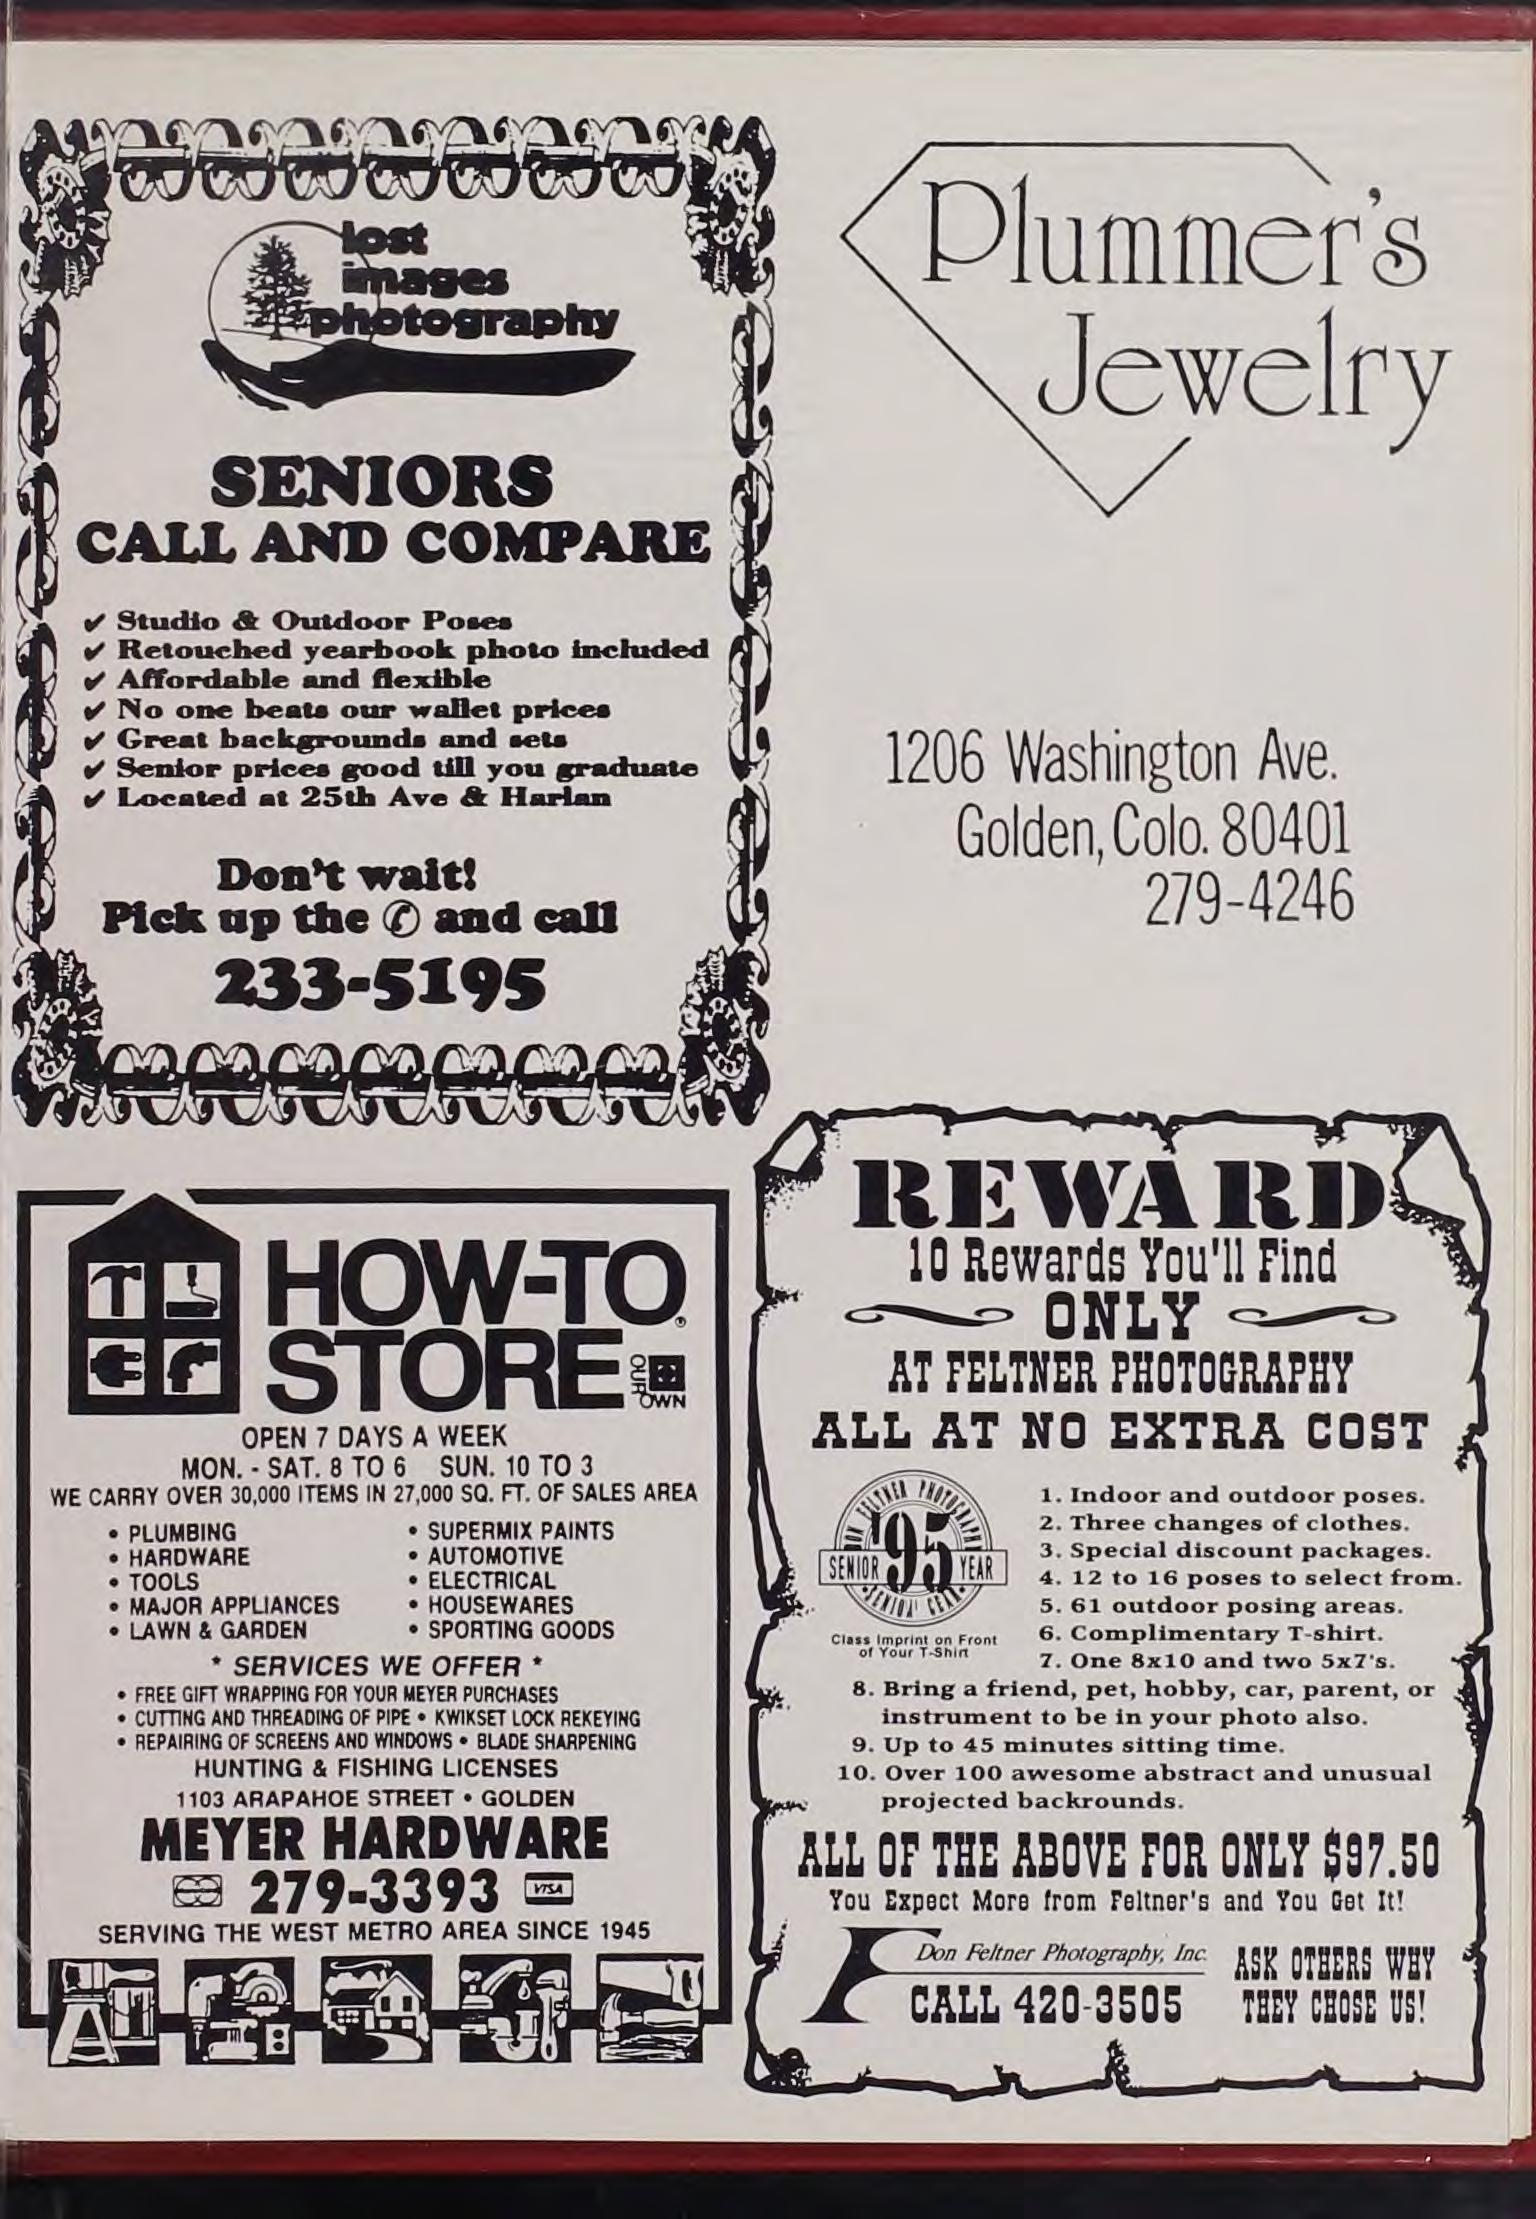 lost
images
photography
SENIORS
CALL AND COMPARE
✓ Studio & Outdoor Poses
✓ Retouched yearbook photo included
✓ Affordable and flexible
✓ No one beats our wallet prices
✓ Great backgrounds and sets
✓ Senior prices good till you graduate
✓ Located at 25th Ave & Harlan
Don't wait!
Pick up the ✆ and call
233-5195
Plummer's
Jewelry
1206 Washington Ave.
Golden, Colo. 80401
279-4246
HOW-TO
STORE®
OUR OWN
OPEN 7 DAYS A WEEK
MON. - SAT. 8 TO 6 SUN. 10 TO 3
WE CARRY OVER 30,000 ITEMS IN 27,000 SQ. FT. OF SALES AREA
• PLUMBING
• HARDWARE
• TOOLS
• MAJOR APPLIANCES
• LAWN & GARDEN
• SUPERMIX PAINTS
• AUTOMOTIVE
• ELECTRICAL
• HOUSEWARES
• SPORTING GOODS
* SERVICES WE OFFER *
• FREE GIFT WRAPPING FOR YOUR MEYER PURCHASES
• CUTTING AND THREADING OF PIPE • KWIKSET LOCK REKEYING
• REPAIRING OF SCREENS AND WINDOWS • BLADE SHARPENING
HUNTING & FISHING LICENSES
1103 ARAPAHOE STREET • GOLDEN
MEYER HARDWARE
279-3393 VISA
SERVING THE WEST METRO AREA SINCE 1945
REWARD
10 Rewards You'll Find
ONLY
AT FELTNER PHOTOGRAPHY
ALL AT NO EXTRA COST
DON FELTNER PHOTOGRAPHY
SENIOR '95 YEAR
•SENIOR GEAR•
Class Imprint on Front
of Your T-Shirt
1. Indoor and outdoor poses.
2. Three changes of clothes.
3. Special discount packages.
4. 12 to 16 poses to select from.
5. 61 outdoor posing areas.
6. Complimentary T-shirt.
7. One 8x10 and two 5x7's.
8. Bring a friend, pet, hobby, car, parent, or
instrument to be in your photo also.
9. Up to 45 minutes sitting time.
10. Over 100 awesome abstract and unusual
projected backrounds.
ALL OF THE ABOVE FOR ONLY $97.50
You Expect More from Feltner's and You Get It!
Don Feltner Photography, Inc.
CALL 420-3505
ASK OTHERS WHY
THEY CHOSE US!